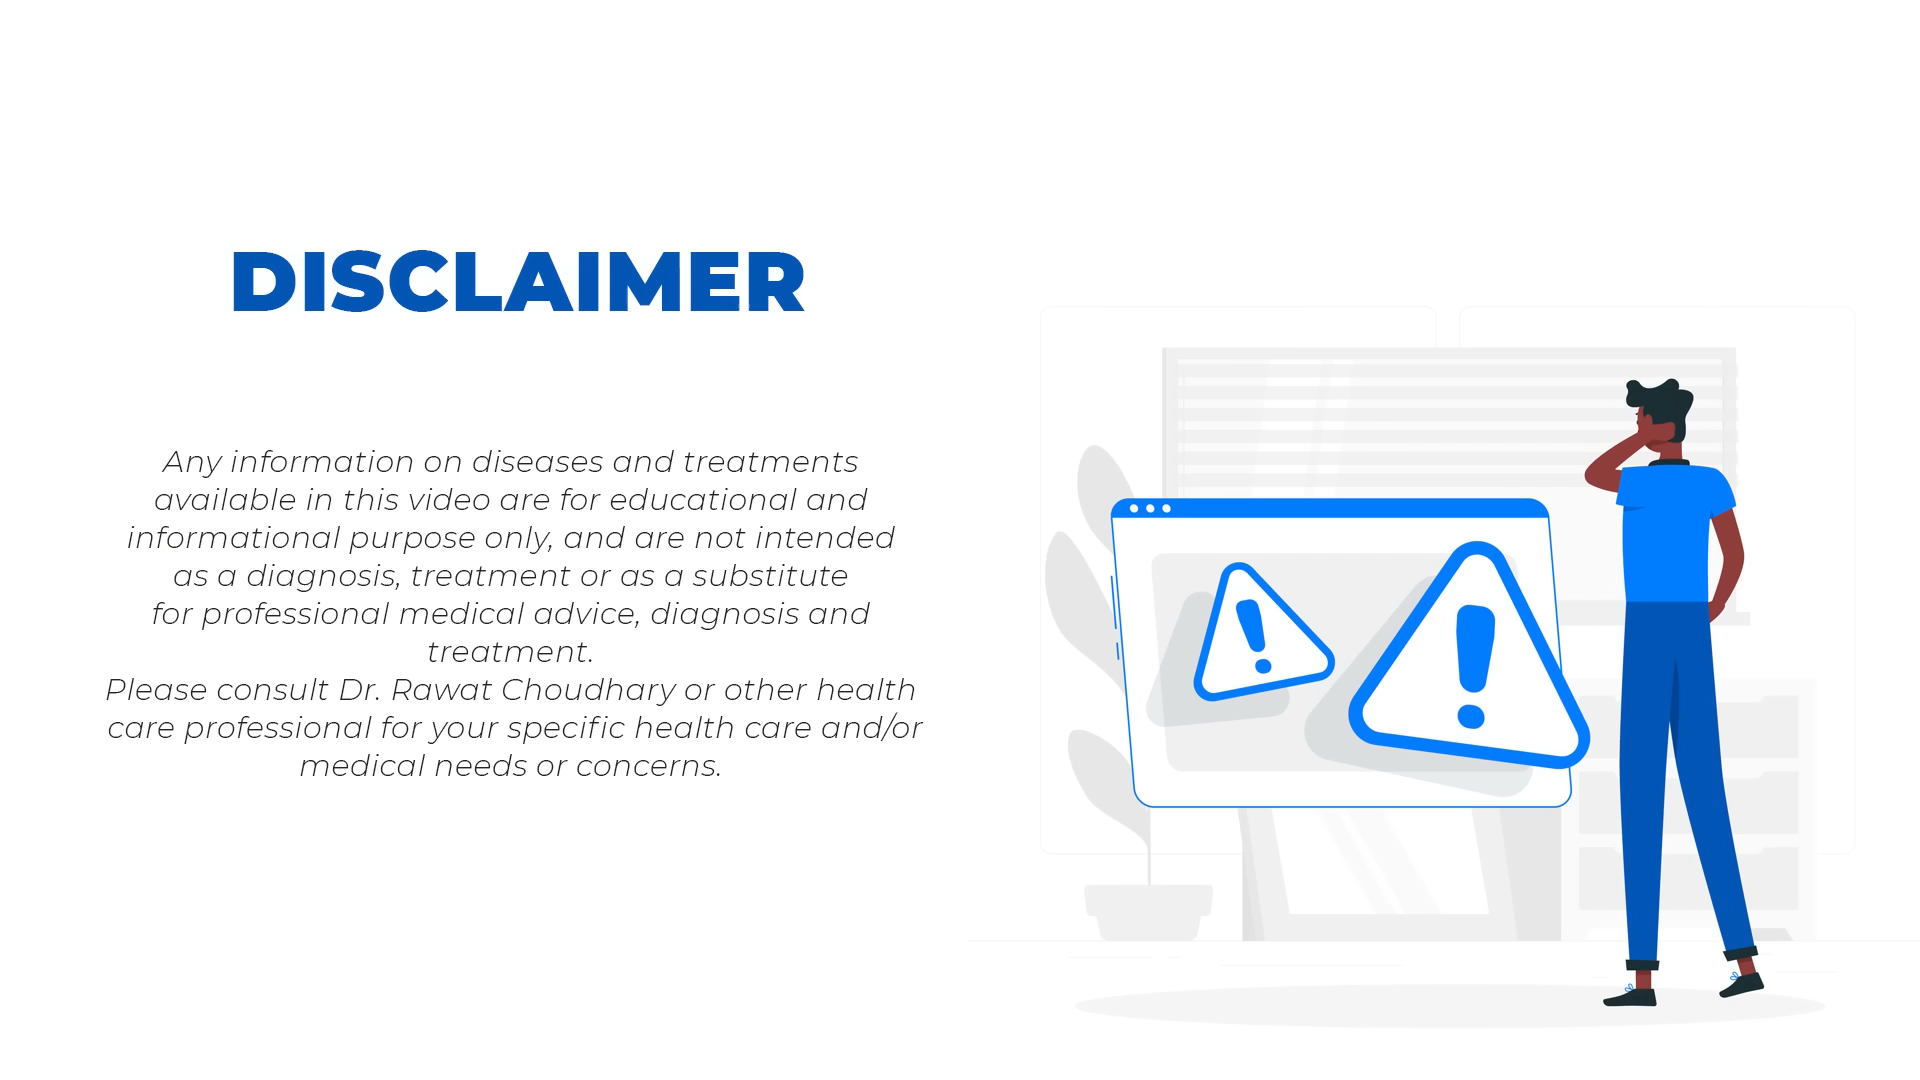 DISCLAIMER
Any information on diseases and treatments
available in this video are for educational and
informational purpose only, and are not intended
as a diagnosis, treatment or as a substitute
for professional medical advice, diagnosis and
treatment.
Please consult Dr. Rawat Choudhary or other health
care professional for your specific health care and/or
medical needs or concerns.